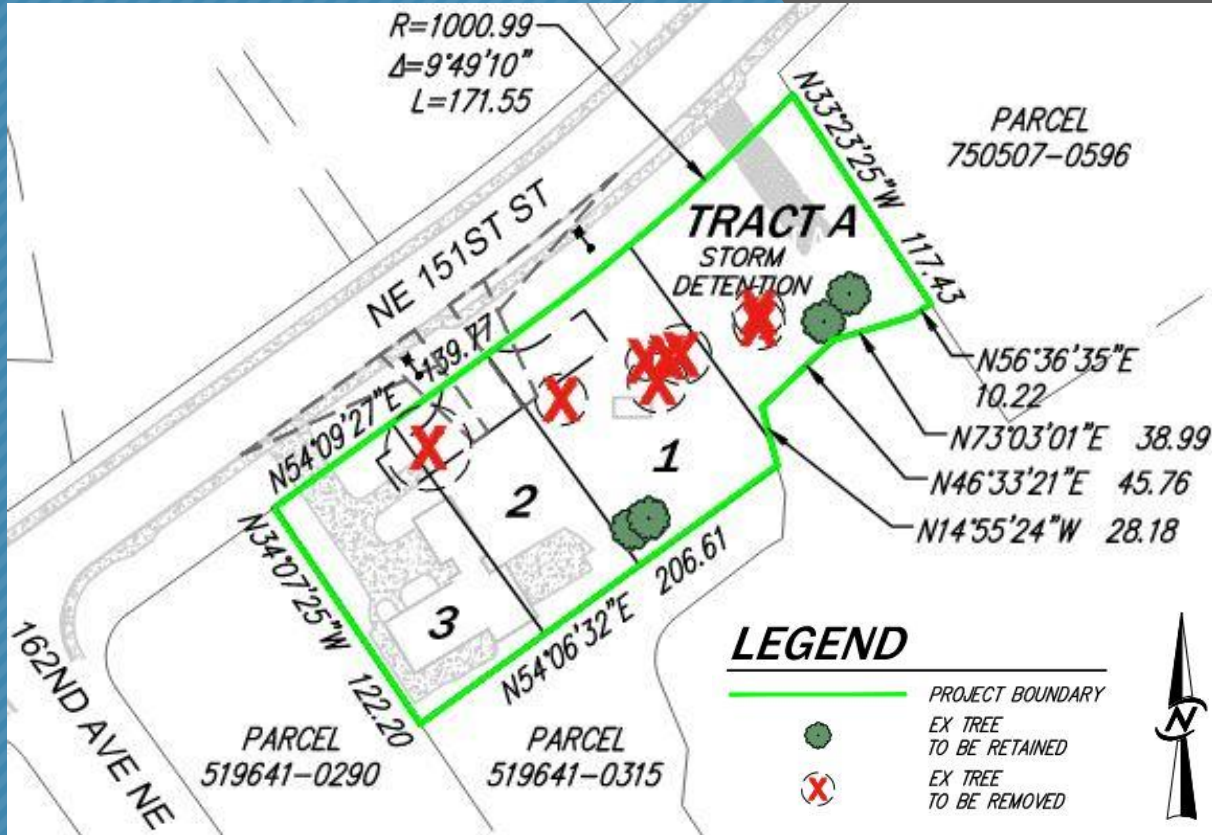 R=1000.99
Δ=9°49'10"
L=171.55
N33°23'25"W 117.43
PARCEL
750507-0596
NE 151ST ST
TRACT A
STORM
DETENTION
N56°36'35"E
10.22
N73°03'01"E 38.99
N46°33'21"E 45.76
N14°55'24"W 28.18
N54°09'27"E 139.77
1
2
3
N34°07'25"W 122.20
N54°06'32"E 206.61
162ND AVE NE
PARCEL
519641-0290
PARCEL
519641-0315
LEGEND
PROJECT BOUNDARY
EX TREE
TO BE RETAINED
EX TREE
TO BE REMOVED
N